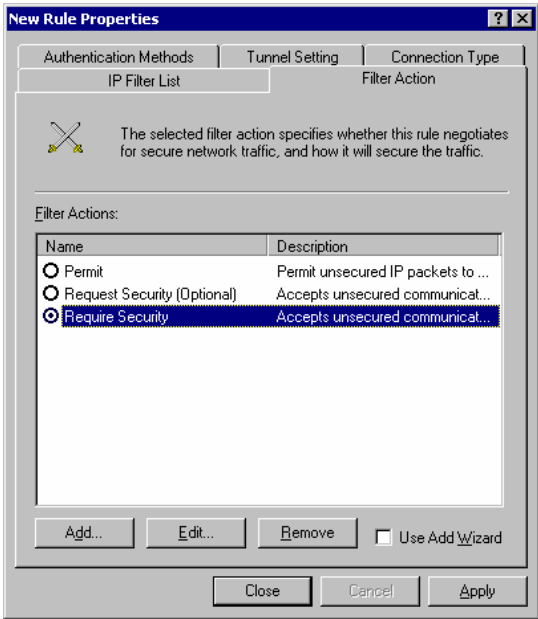 New Rule Properties
Authentication Methods Tunnel Setting Connection Type
IP Filter List Filter Action
The selected filter action specifies whether this rule negotiates
for secure network traffic, and how it will secure the traffic.
Filter Actions:
Name Description
Permit Permit unsecured IP packets to ...
Request Security (Optional) Accepts unsecured communicat...
Require Security Accepts unsecured communicat...
Add... Edit... Remove Use Add Wizard
Close Cancel Apply